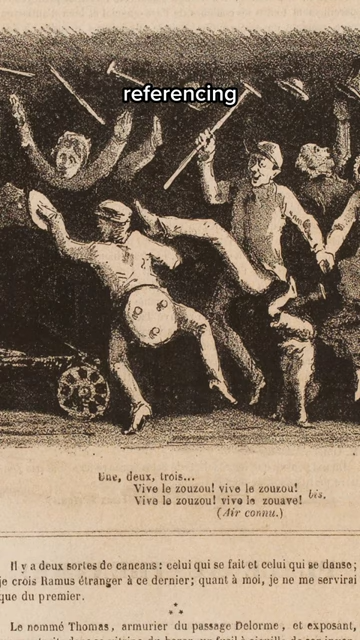 referencing
Une, deux, trois...
Vive le zouzou! vive le zouzou!
Vive le zouzou! vive le zouave! bis.
(Air connu.)
Il y a deux sortes de cancans : celui qui se fait et celui qui se danse;
je crois Ramus étranger à ce dernier; quant à moi, je ne me servirai
que du premier.
Le nommé Thomas, armurier du passage Delorme, et exposant,